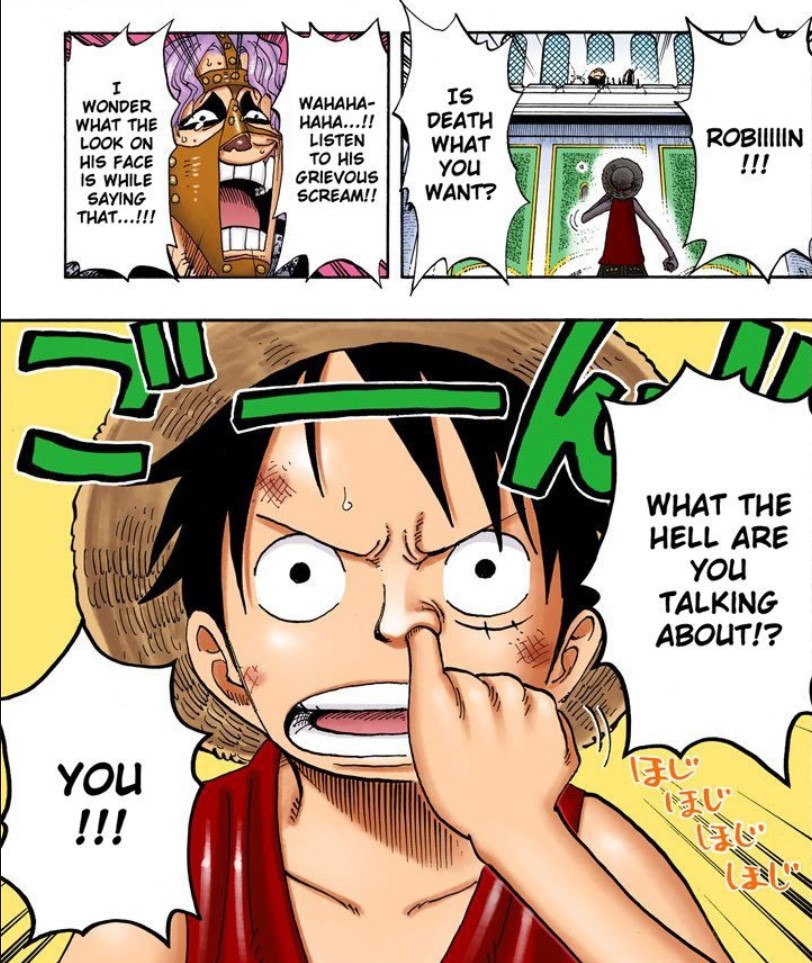 ROBIIIIIN
!!!
IS
DEATH
WHAT
YOU
WANT?
WAHAHA-
HAHA...!!
LISTEN
TO HIS
GRIEVOUS
SCREAM!!
I
WONDER
WHAT THE
LOOK ON
HIS FACE
IS WHILE
SAYING
THAT...!!!
ごーん
WHAT THE
HELL ARE
YOU
TALKING
ABOUT!?
ほじ
ほじ
ほじ
ほじ
YOU
!!!